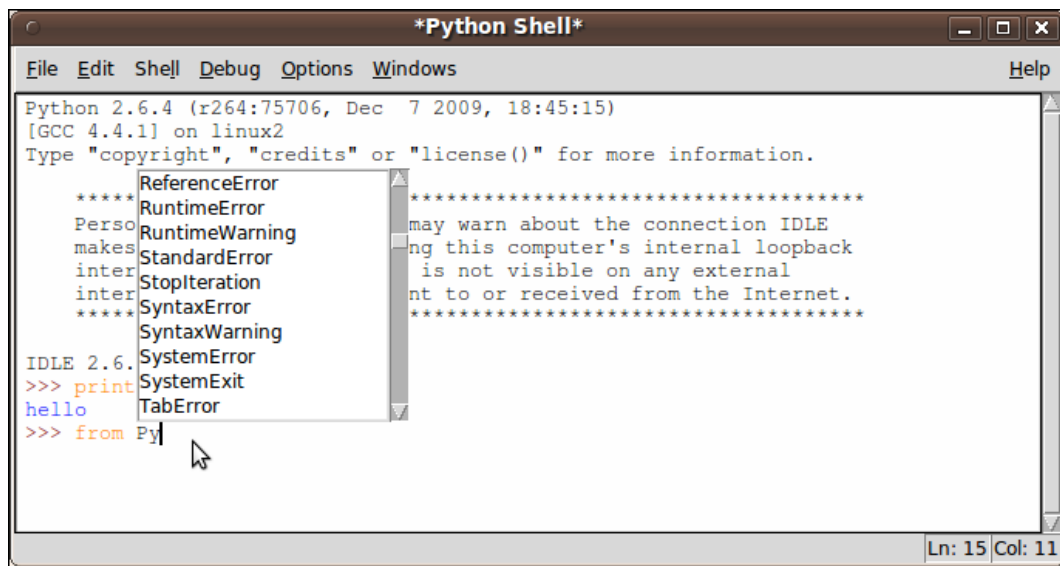 *Python Shell*
File Edit Shell Debug Options Windows Help
Python 2.6.4 (r264:75706, Dec  7 2009, 18:45:15)
[GCC 4.4.1] on linux2
Type "copyright", "credits" or "license()" for more information.
ReferenceError
***** *************************************
RuntimeError
Perso may warn about the connection IDLE
RuntimeWarning
makes ng this computer's internal loopback
StandardError
inter is not visible on any external
StopIteration
inter nt to or received from the Internet.
SyntaxError
***** *************************************
SyntaxWarning
SystemError
IDLE 2.6.
SystemExit
>>> print
TabError
hello
>>> from Py
Ln: 15 Col: 11